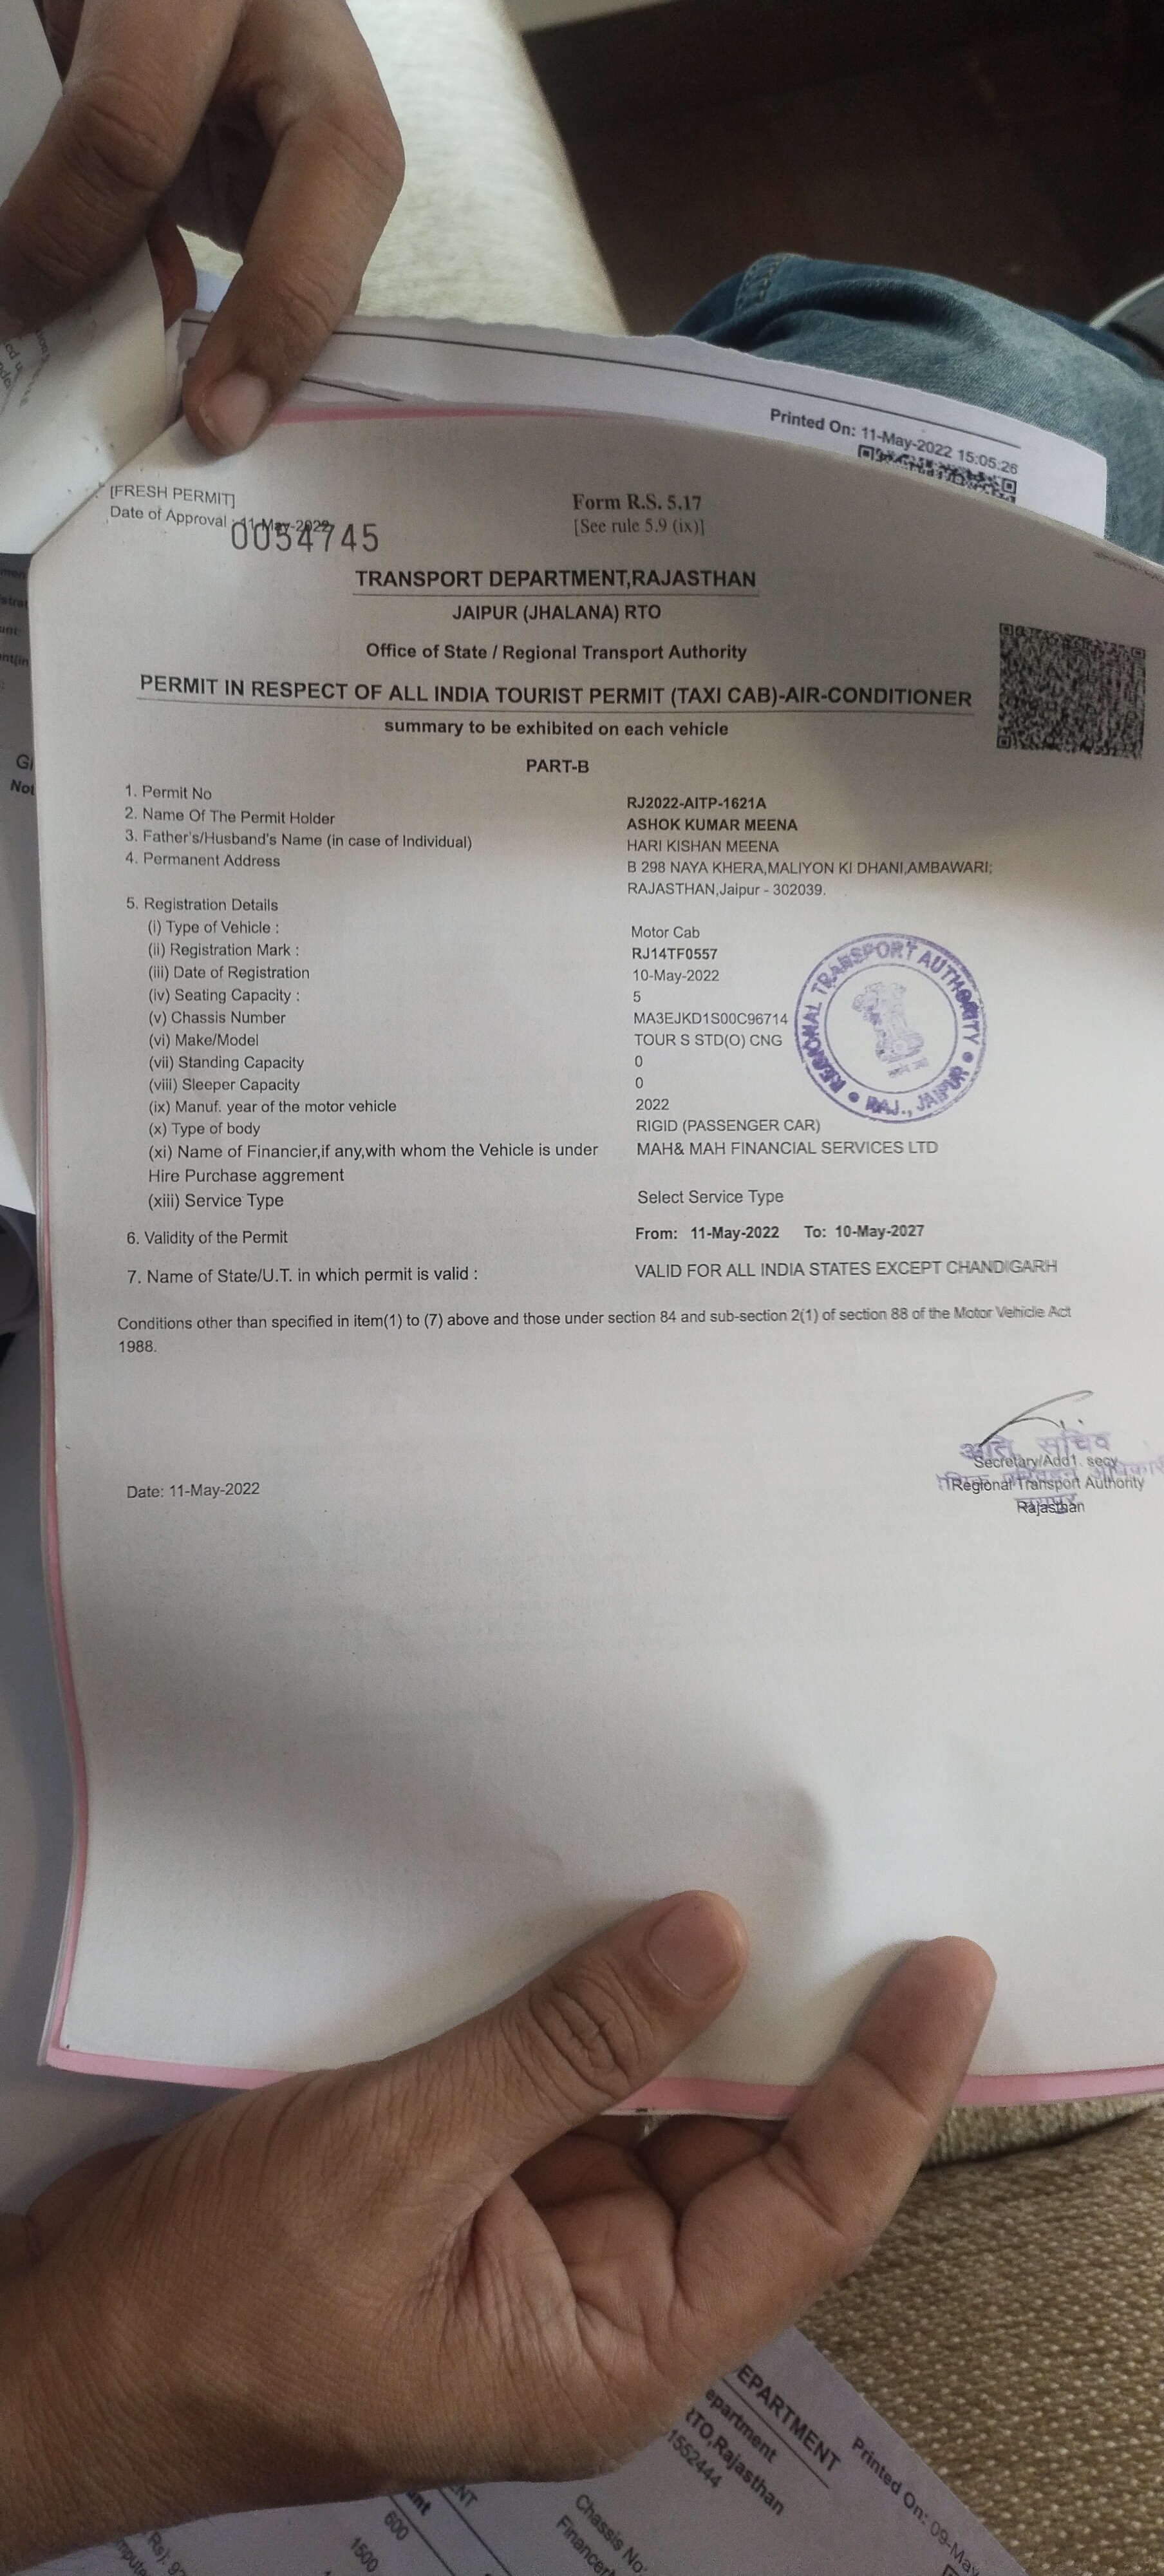 Printed On: 11-May-2022 15:05:26
[FRESH PERMIT]
Date of Approval : 11-May-2022
0054745
Form R.S. 5.17
[See rule 5.9 (ix)]
TRANSPORT DEPARTMENT,RAJASTHAN
JAIPUR (JHALANA) RTO
Office of State / Regional Transport Authority
PERMIT IN RESPECT OF ALL INDIA TOURIST PERMIT (TAXI CAB)-AIR-CONDITIONER
summary to be exhibited on each vehicle
PART-B
1. Permit No RJ2022-AITP-1621A
2. Name Of The Permit Holder ASHOK KUMAR MEENA
3. Father's/Husband's Name (in case of Individual) HARI KISHAN MEENA
4. Permanent Address B 298 NAYA KHERA,MALIYON KI DHANI,AMBAWARI;
RAJASTHAN,Jaipur - 302039.
5. Registration Details
(i) Type of Vehicle : Motor Cab
(ii) Registration Mark : RJ14TF0557
(iii) Date of Registration 10-May-2022
(iv) Seating Capacity : 5
(v) Chassis Number MA3EJKD1S00C96714
(vi) Make/Model TOUR S STD(O) CNG
(vii) Standing Capacity 0
(viii) Sleeper Capacity 0
(ix) Manuf. year of the motor vehicle 2022
(x) Type of body RIGID (PASSENGER CAR)
(xi) Name of Financier,if any,with whom the Vehicle is under MAH& MAH FINANCIAL SERVICES LTD
Hire Purchase aggrement
(xiii) Service Type Select Service Type
6. Validity of the Permit From: 11-May-2022 To: 10-May-2027
7. Name of State/U.T. in which permit is valid : VALID FOR ALL INDIA STATES EXCEPT CHANDIGARH
REGIONAL TRANSPORT AUTHORITY
RAJ., JAIPUR
Conditions other than specified in item(1) to (7) above and those under section 84 and sub-section 2(1) of section 88 of the Motor Vehicle Act
1988.
सचिव
Secretary/Add1. secy
Regional Transport Authority
Rajasthan
Date: 11-May-2022
EPARTMENT
epartment
RTO,Rajasthan
1552444
Printed On: 09-May
Chassis No:
600
1500